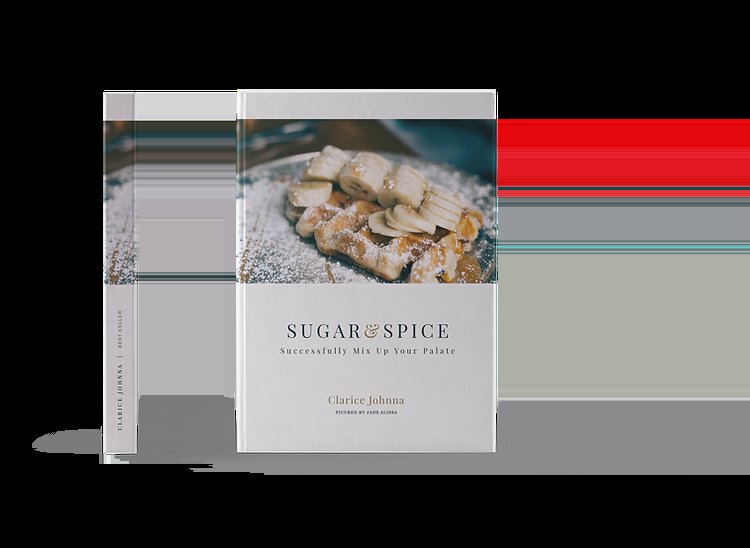 CLARICE JOHNNA | BEST SELLER
SUGAR&SPICE
Successfully Mix Up Your Palate
Clarice Johnna
PICURED BY JADE ALISSA